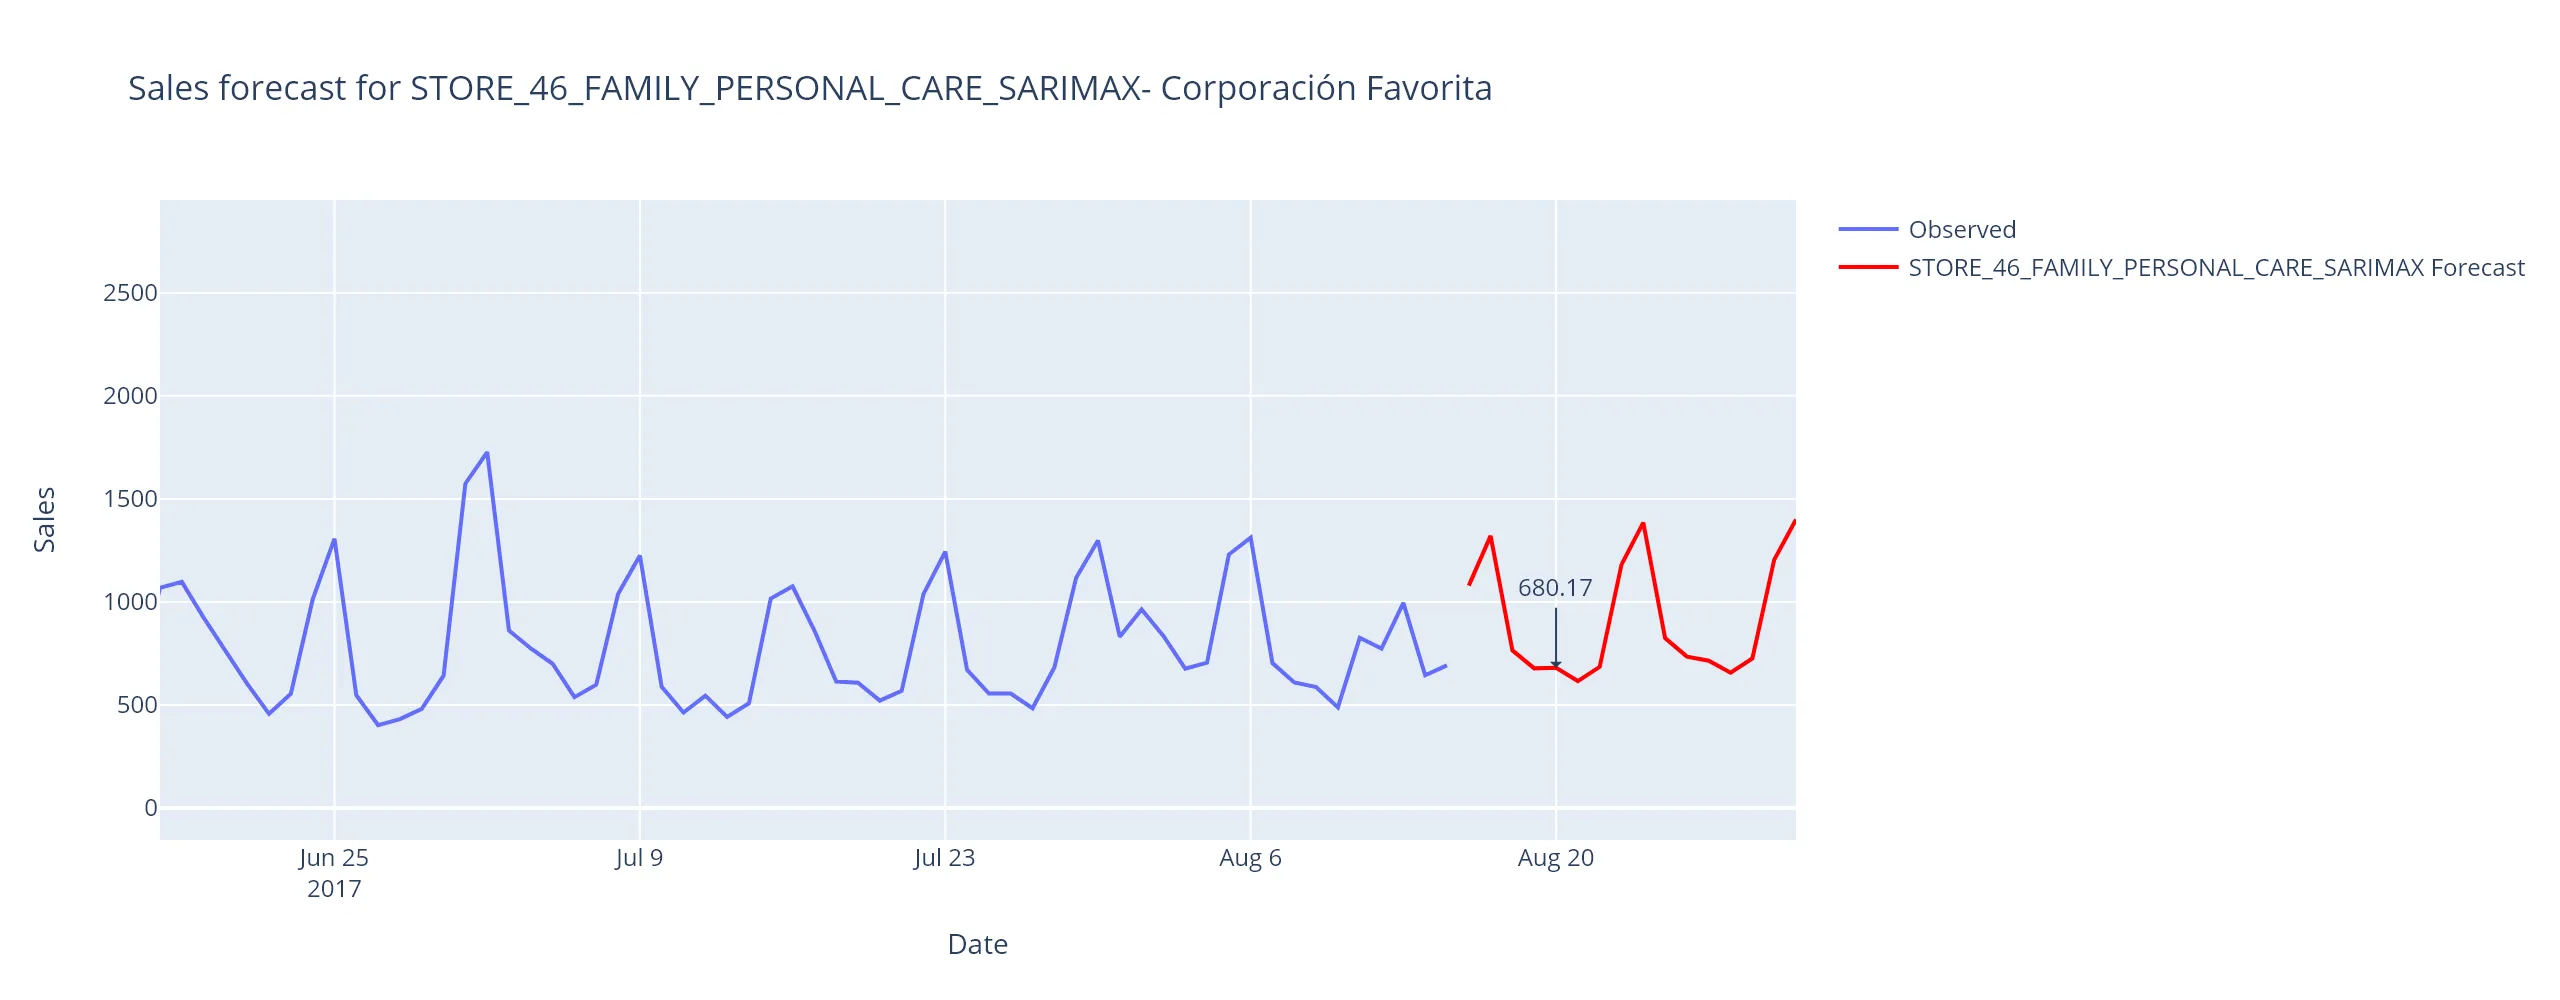 Sales forecast for STORE_46_FAMILY_PERSONAL_CARE_SARIMAX- Corporación Favorita
Observed
STORE_46_FAMILY_PERSONAL_CARE_SARIMAX Forecast
2500
2000
1500
1000
500
0
Sales
680.17
Jun 25
2017
Jul 9
Jul 23
Aug 6
Aug 20
Date